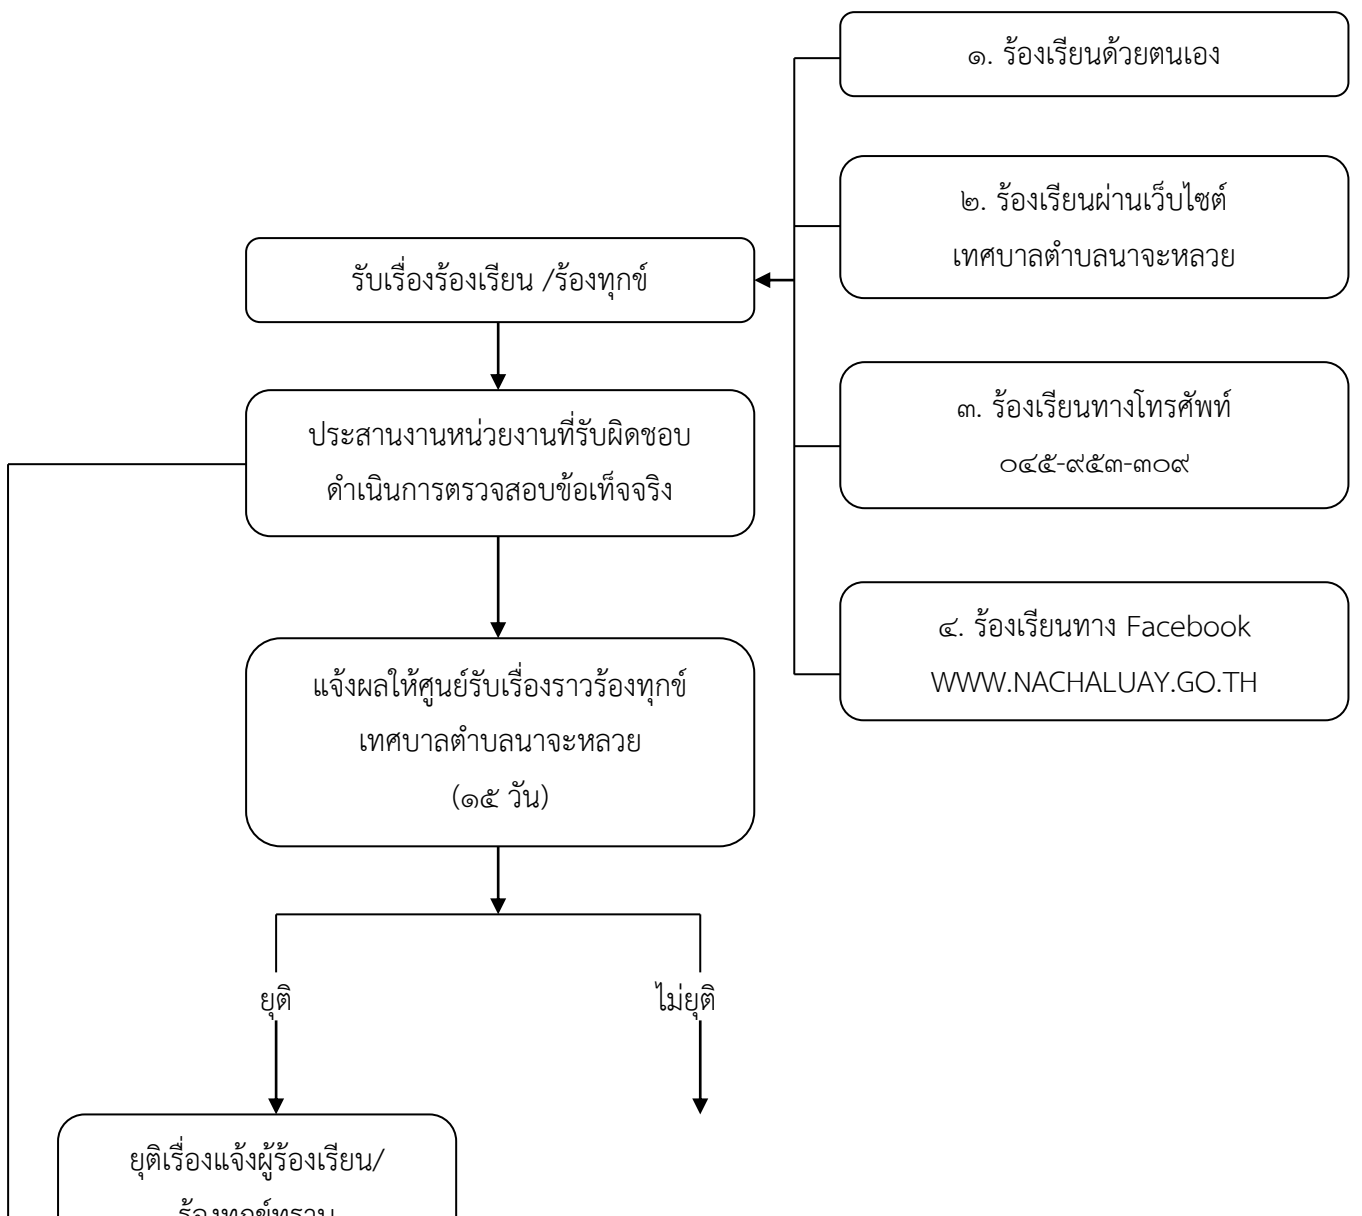 ๑. ร้องเรียนด้วยตนเอง
๒. ร้องเรียนผ่านเว็บไซต์
เทศบาลตำบลนาจะหลวย
รับเรื่องร้องเรียน /ร้องทุกข์
๓. ร้องเรียนทางโทรศัพท์
๐๔๕-๙๕๓-๓๐๙
ประสานงานหน่วยงานที่รับผิดชอบ
ดำเนินการตรวจสอบข้อเท็จจริง
๔. ร้องเรียนทาง Facebook
WWW.NACHALUAY.GO.TH
แจ้งผลให้ศูนย์รับเรื่องราวร้องทุกข์
เทศบาลตำบลนาจะหลวย
(๑๕ วัน)
ยุติ
ไม่ยุติ
ยุติเรื่องแจ้งผู้ร้องเรียน/
ร้องทุกข์ทราบ